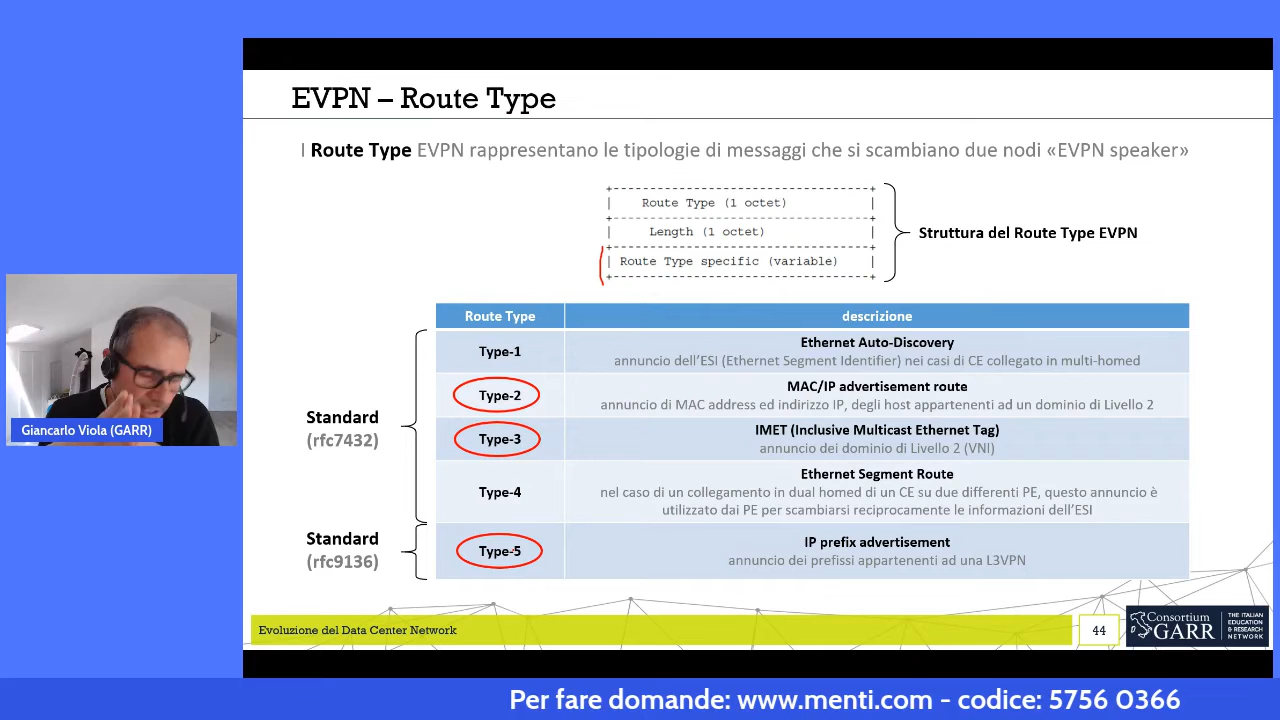 EVPN – Route Type
I Route Type EVPN rappresentano le tipologie di messaggi che si scambiano due nodi «EVPN speaker»
Route Type (1 octet)
Length (1 octet)
Route Type specific (variable)
Struttura del Route Type EVPN
Route Type descrizione
Type-1
Ethernet Auto-Discovery
annuncio dell’ESI (Ethernet Segment Identifier) nei casi di CE collegato in multi-homed
Type-2
MAC/IP advertisement route
annuncio di MAC address ed indirizzo IP, degli host appartenenti ad un dominio di Livello 2
Standard
(rfc7432)
Type-3
IMET (Inclusive Multicast Ethernet Tag)
annuncio dei dominio di Livello 2 (VNI)
Type-4
Ethernet Segment Route
nel caso di un collegamento in dual homed di un CE su due differenti PE, questo annuncio è
utilizzato dai PE per scambiarsi reciprocamente le informazioni dell’ESI
Standard
(rfc9136)
Type-5
IP prefix advertisement
annuncio dei prefissi appartenenti ad una L3VPN
Giancarlo Viola (GARR)
Evoluzione del Data Center Network
44
Consortium
GARR
THE ITALIAN
EDUCATION
& RESEARCH
NETWORK
Per fare domande: www.menti.com - codice: 5756 0366